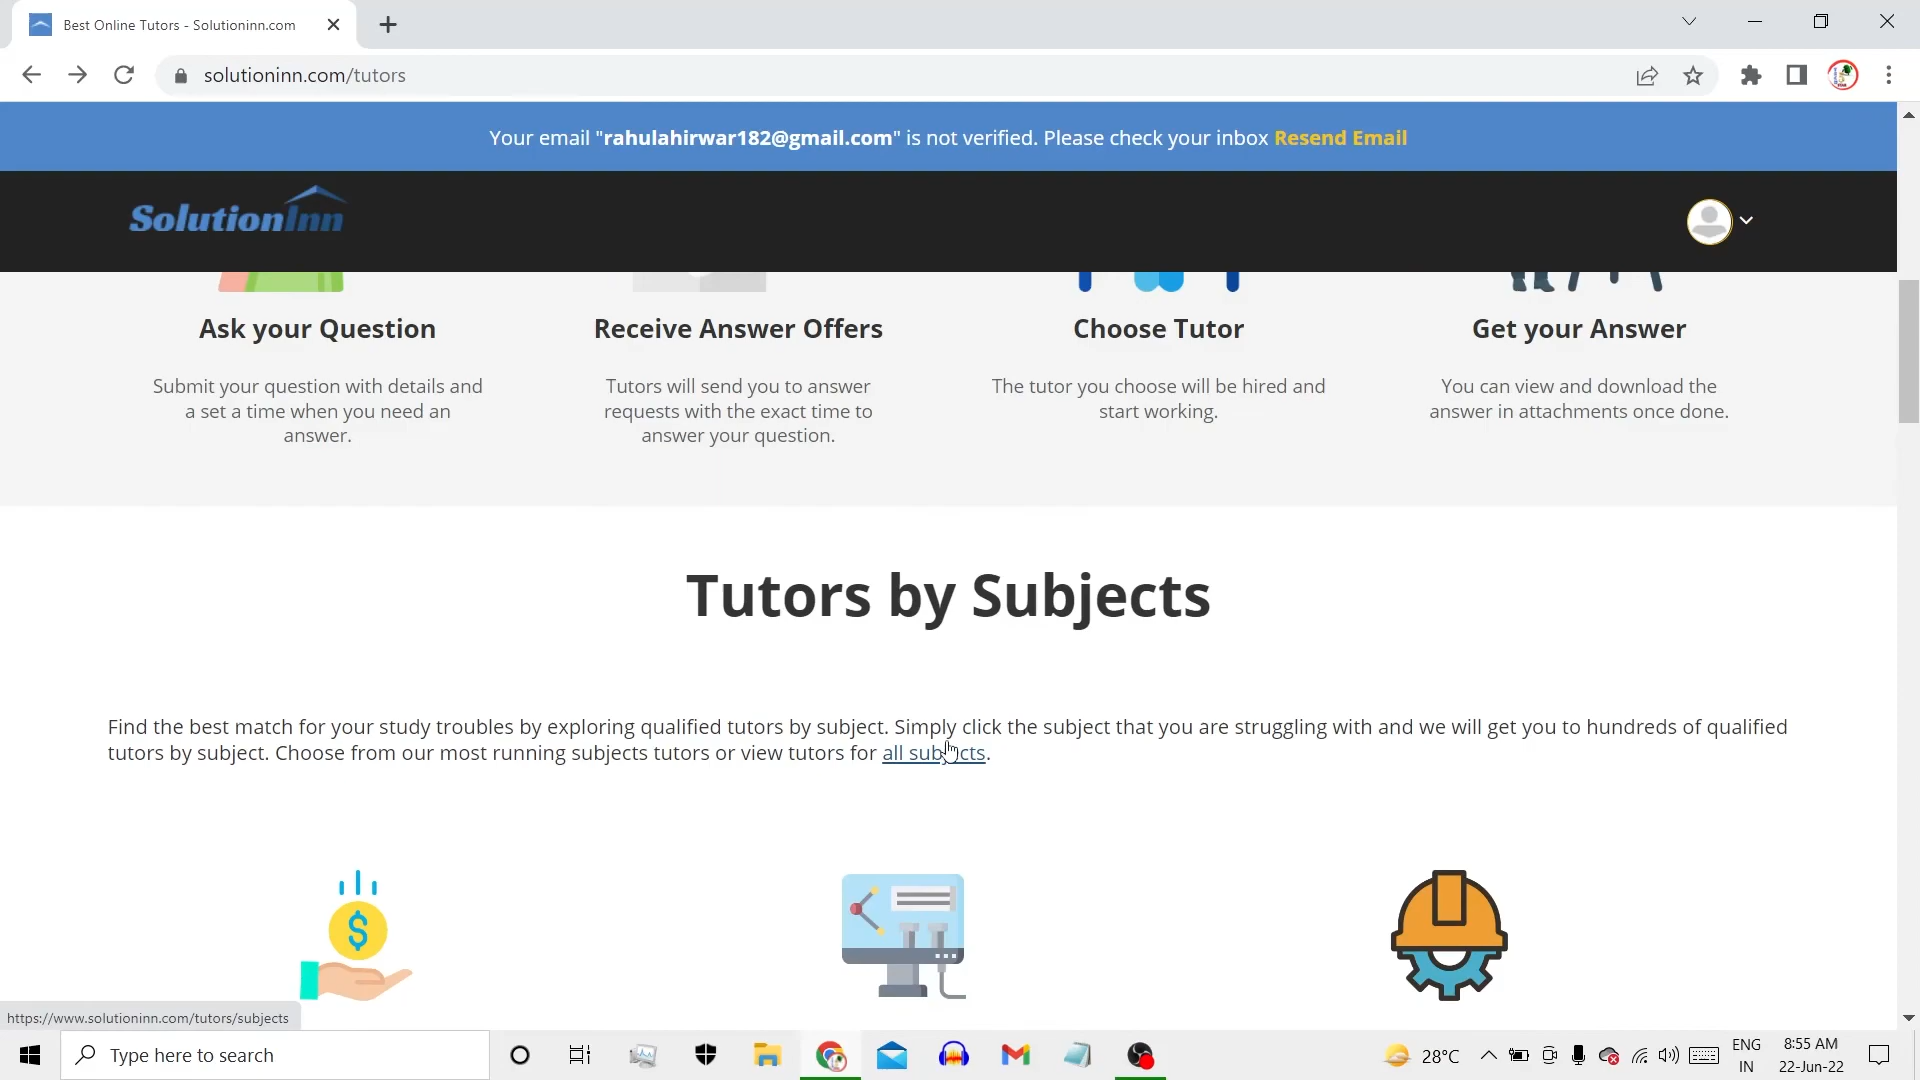 Best Online Tutors - Solutioninn.com
solutioninn.com/tutors
Your email "rahulahirwar182@gmail.com" is not verified. Please check your inbox Resend Email
SolutionInn
Ask your Question
Submit your question with details and
a set a time when you need an
answer.
Receive Answer Offers
Tutors will send you to answer
requests with the exact time to
answer your question.
Choose Tutor
The tutor you choose will be hired and
start working.
Get your Answer
You can view and download the
answer in attachments once done.
Tutors by Subjects
Find the best match for your study troubles by exploring qualified tutors by subject. Simply click the subject that you are struggling with and we will get you to hundreds of qualified
tutors by subject. Choose from our most running subjects tutors or view tutors for all subjects.
$
https://www.solutioninn.com/tutors/subjects
Type here to search
28°C
ENG
IN
8:55 AM
22-Jun-22